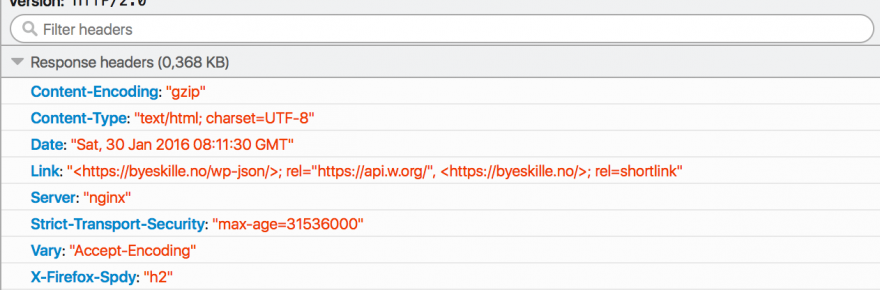 Version: HTTP/2.0
Filter headers
Response headers (0,368 KB)
Content-Encoding: "gzip"
Content-Type: "text/html; charset=UTF-8"
Date: "Sat, 30 Jan 2016 08:11:30 GMT"
Link: "<https://byeskille.no/wp-json/>; rel="https://api.w.org/", <https://byeskille.no/>; rel=shortlink"
Server: "nginx"
Strict-Transport-Security: "max-age=31536000"
Vary: "Accept-Encoding"
X-Firefox-Spdy: "h2"